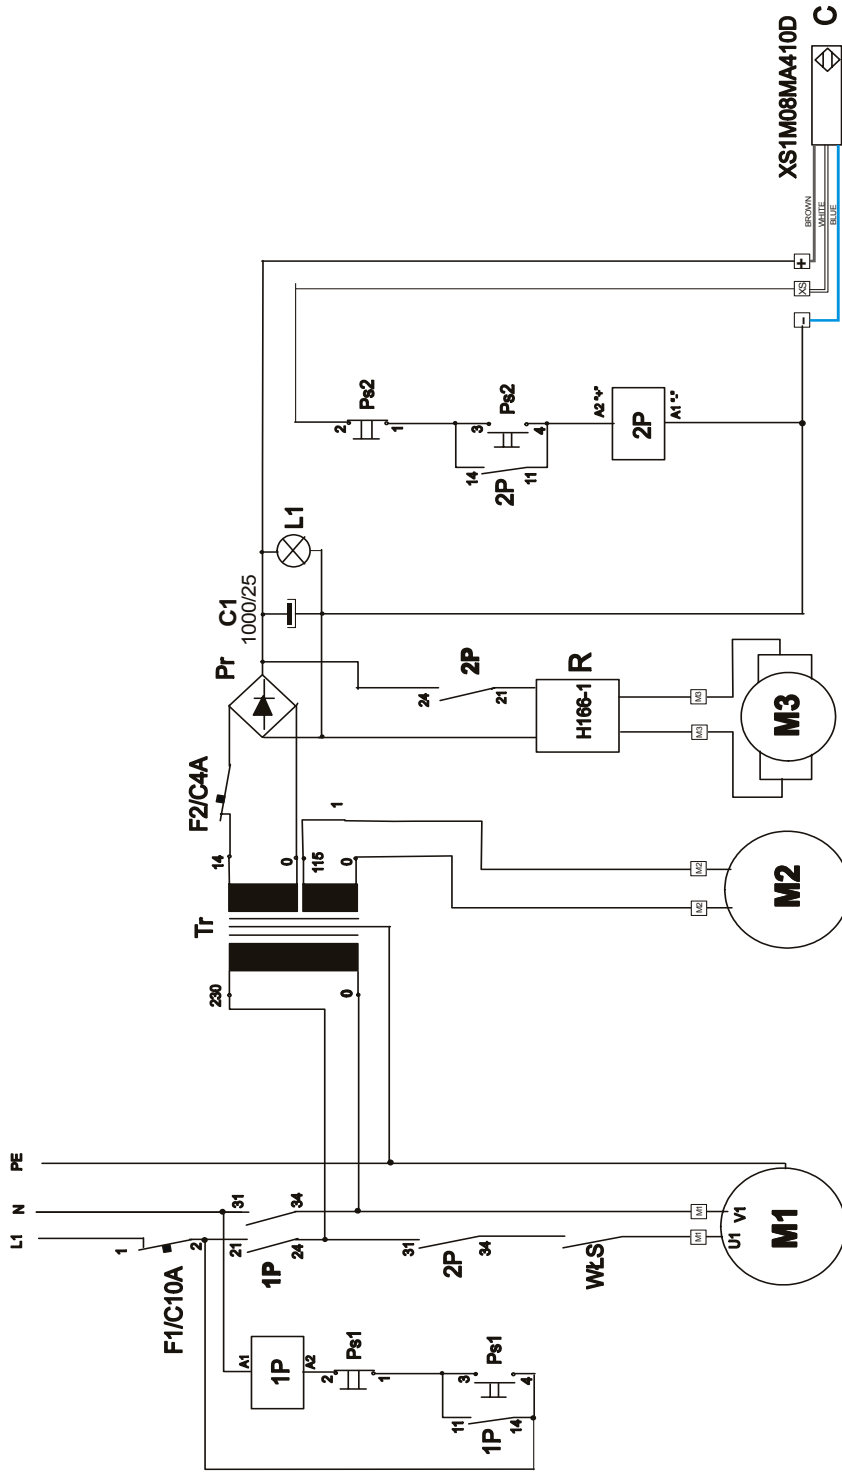 L1
N
PE
1
F1/C10A
2
A1
1P
A2
2
Ps1
1
3
Ps1
4
11
1P
14
21
1P
24
31
34
31
2P
34
WŁS
M1
M1
U1
V1
M1
230
0
Tr
14
0
115
0
1
F2/C4A
M2
M2
M2
Pr
C1
1000/25
L1
24
2P
21
H166-1
R
M3
M3
M3
2
Ps2
1
3
Ps2
4
14
2P
11
A2 "+"
2P
A1 "-"
-
XS
+
BROWN
WHITE
BLUE
XS1M08MA410D
C